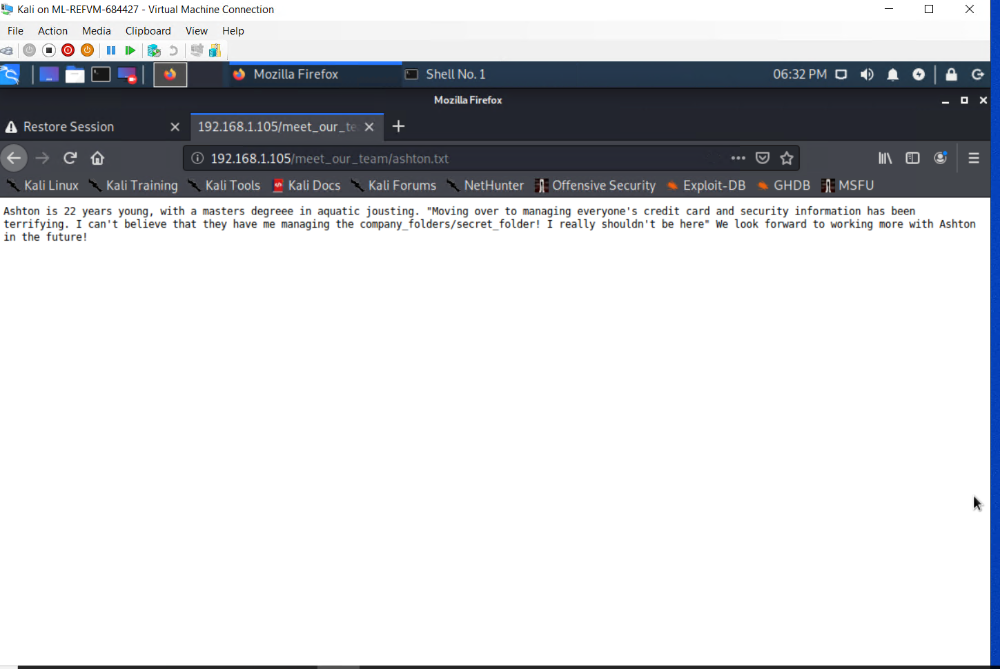 Kali on ML-REFVM-684427 - Virtual Machine Connection
File Action Media Clipboard View Help
Mozilla Firefox Shell No. 1 06:32 PM
Mozilla Firefox
Restore Session 192.168.1.105/meet_our_te
192.168.1.105/meet_our_team/ashton.txt
Kali Linux Kali Training Kali Tools Kali Docs Kali Forums NetHunter Offensive Security Exploit-DB GHDB MSFU
Ashton is 22 years young, with a masters degreee in aquatic jousting. "Moving over to managing everyone's credit card and security information has been
terrifying. I can't believe that they have me managing the company_folders/secret_folder! I really shouldn't be here" We look forward to working more with Ashton
in the future!